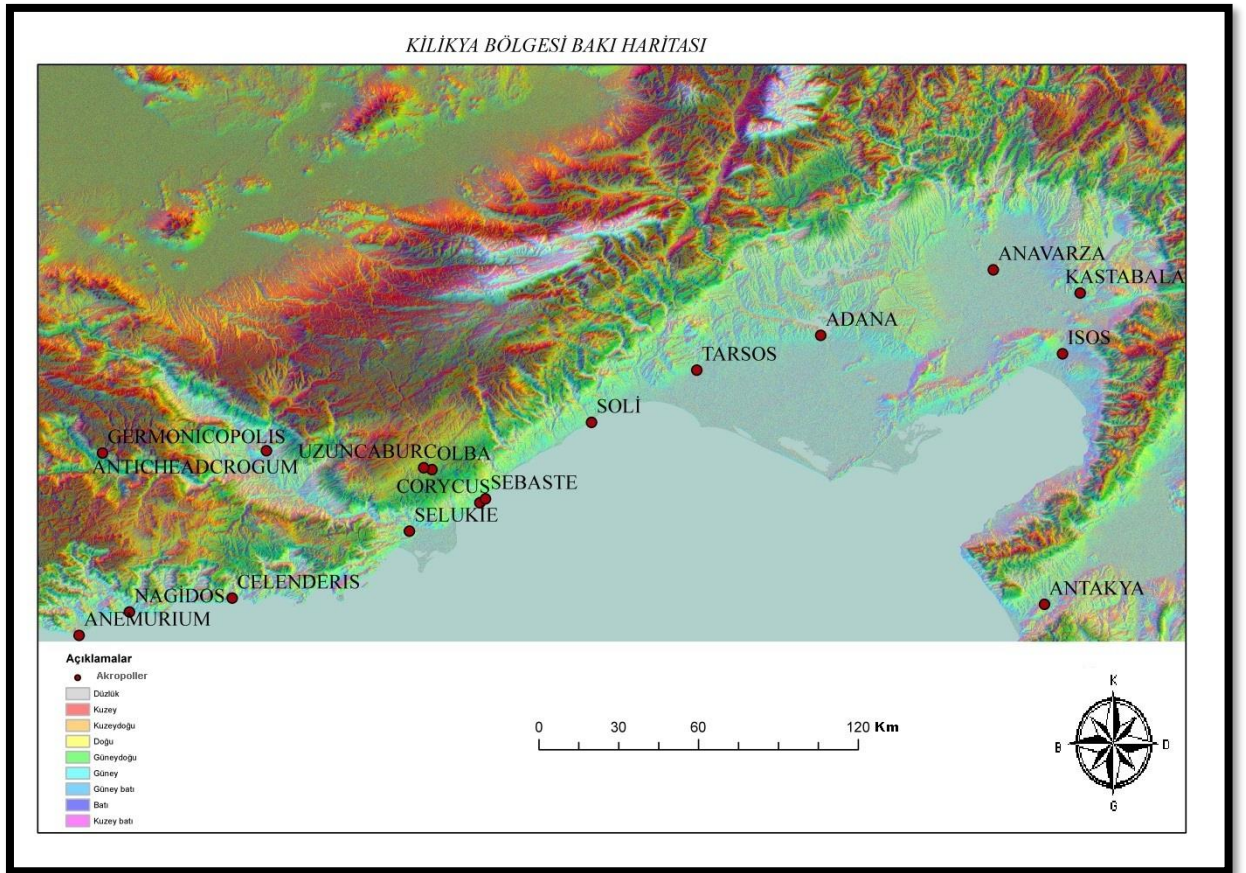 KİLİKYA BÖLGESİ BAKI HARİTASI
ANAVARZA
KASTABALA
ADANA
ISOS
TARSOS
SOLİ
GERMONICOPOLIS
UZUNCABURC
OLBA
ANTICHEADCROGUM
CORYCUS
SEBASTE
SELUKIE
CELENDERIS
NAGİDOS
ANTAKYA
ANEMURIUM
Açıklamalar
Akropoller
Düzlük
Kuzey
Kuzeydoğu
Doğu
Güneydoğu
Güney
Güney batı
Batı
Kuzey batı
0 30 60 120 Km
K
B
D
G